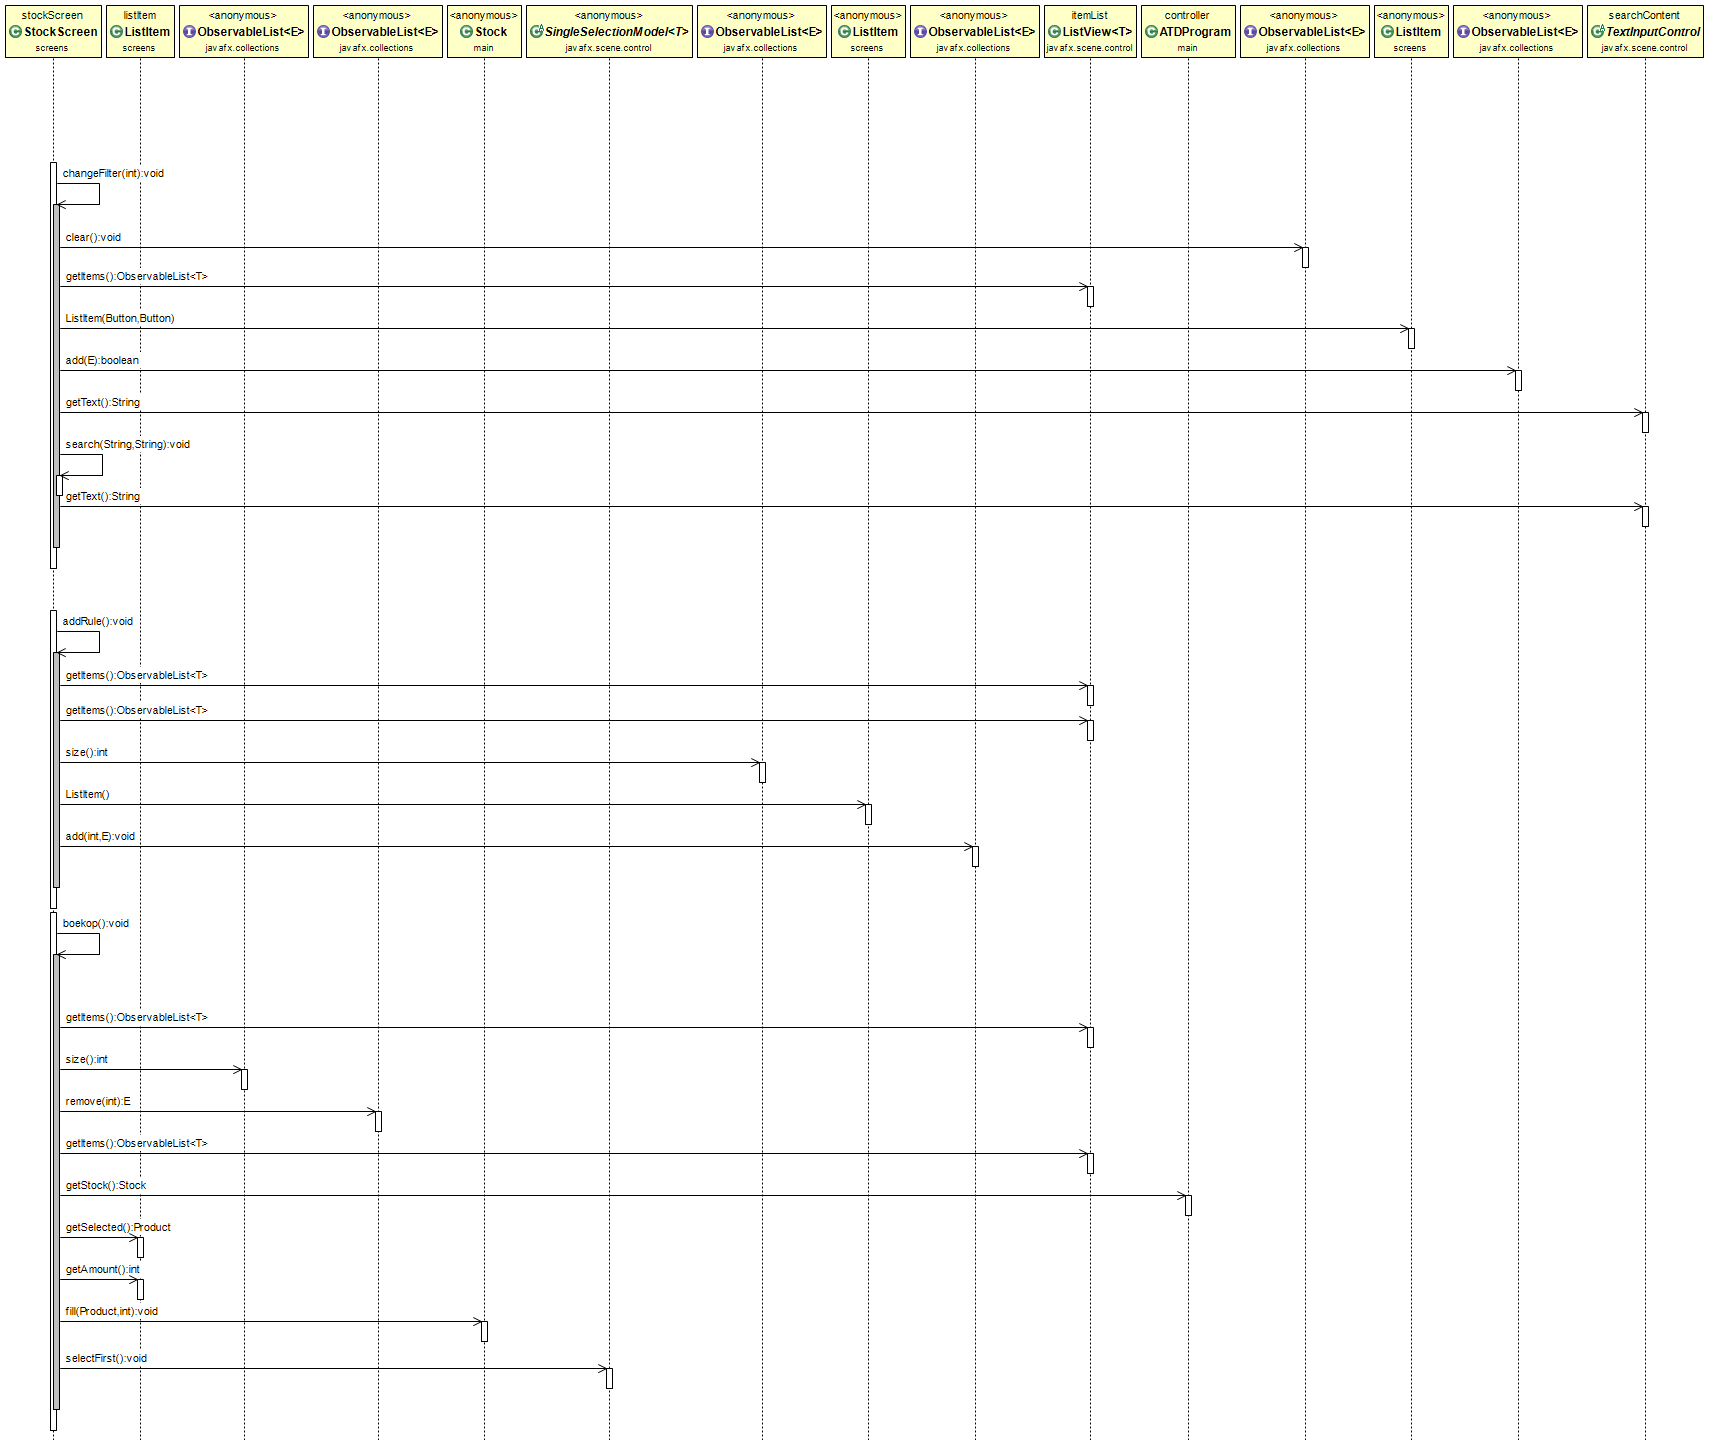 stockScreen
StockScreen
screens
listItem
ListItem
screens
<anonymous>
ObservableList<E>
javafx.collections
<anonymous>
ObservableList<E>
javafx.collections
<anonymous>
Stock
main
<anonymous>
SingleSelectionModel<T>
javafx.scene.control
<anonymous>
ObservableList<E>
javafx.collections
<anonymous>
ListItem
screens
<anonymous>
ObservableList<E>
javafx.collections
itemList
ListView<T>
javafx.scene.control
controller
ATDProgram
main
<anonymous>
ObservableList<E>
javafx.collections
<anonymous>
ListItem
screens
<anonymous>
ObservableList<E>
javafx.collections
searchContent
TextInputControl
javafx.scene.control
changeFilter(int):void
clear():void
getItems():ObservableList<T>
ListItem(Button,Button)
add(E):boolean
getText():String
search(String,String):void
getText():String
addRule():void
getItems():ObservableList<T>
getItems():ObservableList<T>
size():int
ListItem()
add(int,E):void
boekop():void
getItems():ObservableList<T>
size():int
remove(int):E
getItems():ObservableList<T>
getStock():Stock
getSelected():Product
getAmount():int
fill(Product,int):void
selectFirst():void